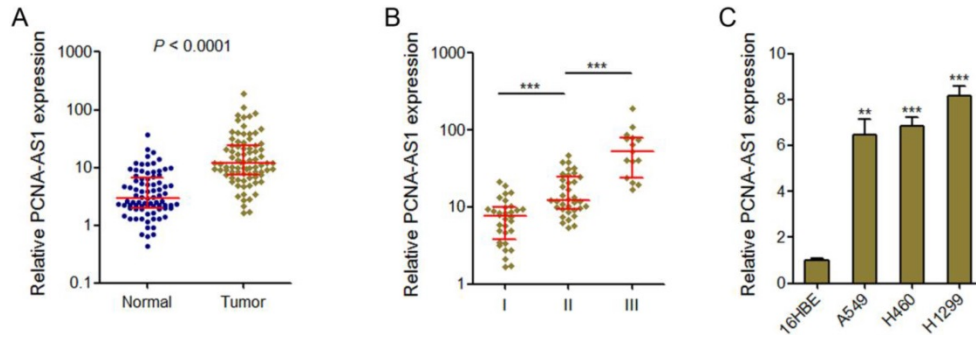 A
Relative PCNA-AS1 expression
P < 0.0001
1000
100
10
1
0.1
Normal
Tumor
B
Relative PCNA-AS1 expression
1000
100
10
1
***
***
I
II
III
C
Relative PCNA-AS1 expression
10
8
6
4
2
0
**
***
***
16HBE
A549
H460
H1299